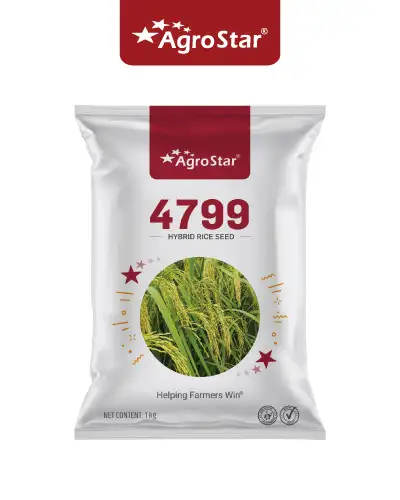 AgroStar®
AgroStar®
4799
HYBRID RICE SEED
Helping Farmers Win®
NET CONTENT: 1 kg